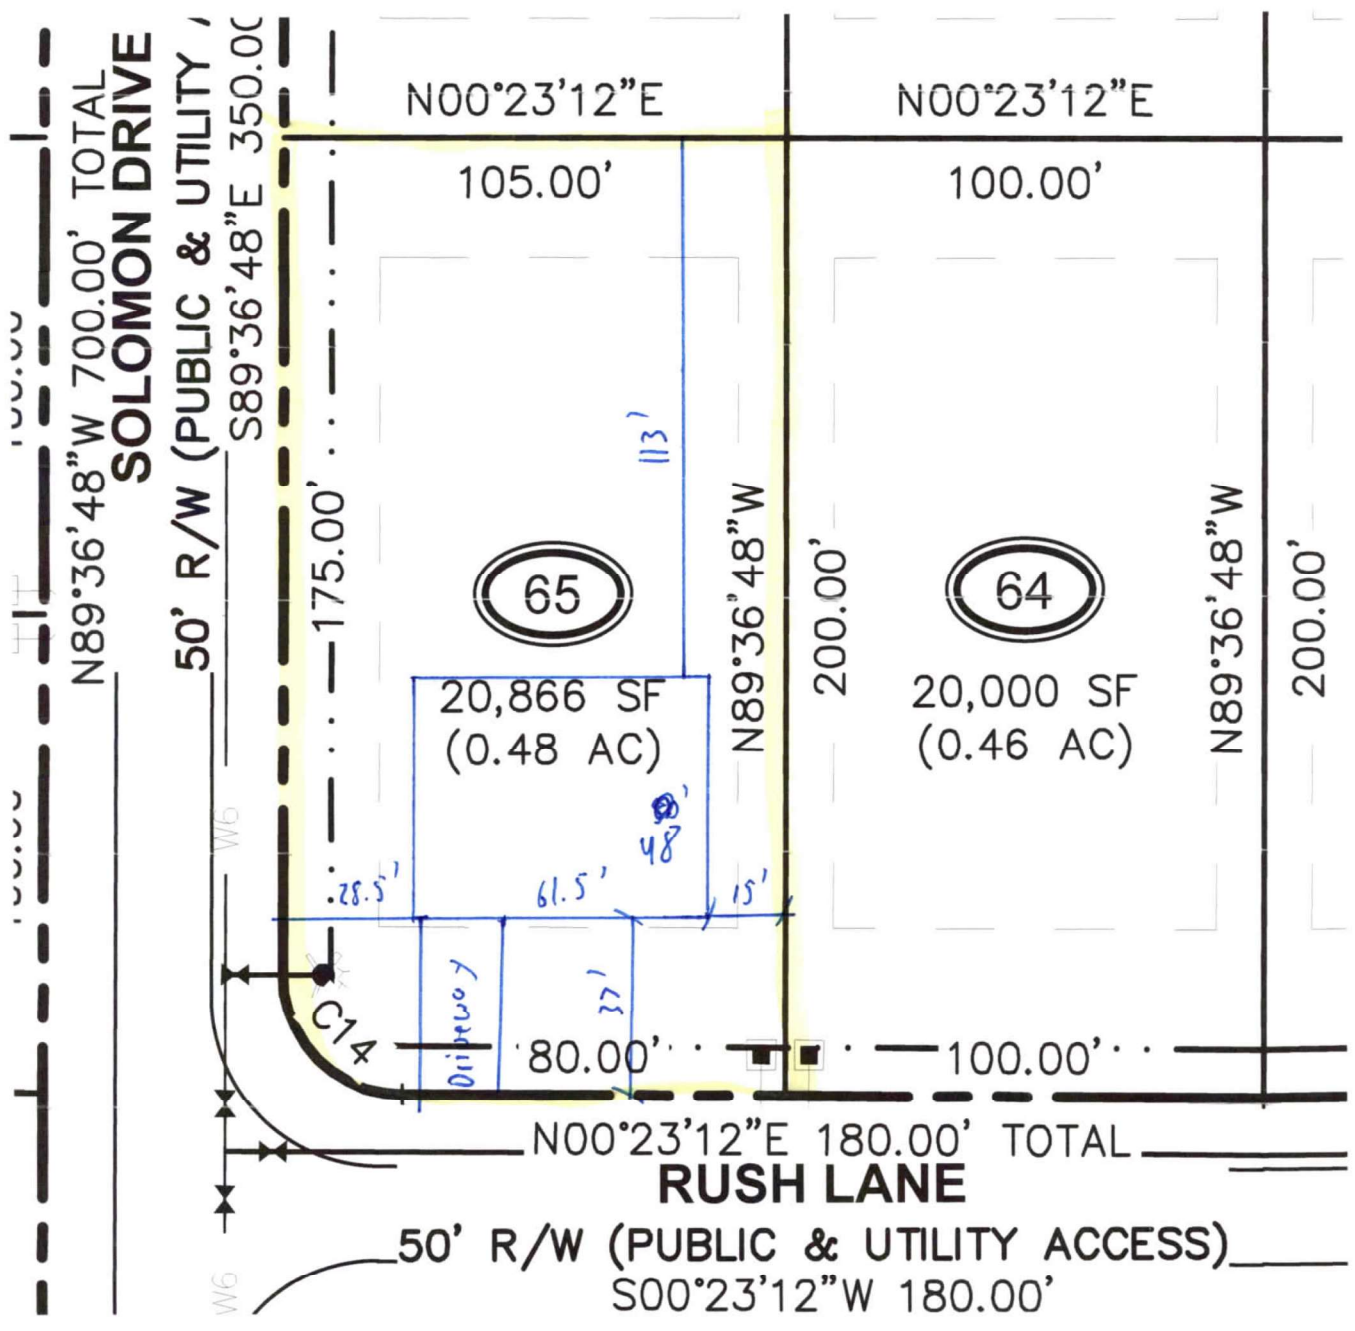 N89°36'48"W 700.00' TOTAL
SOLOMON DRIVE
50' R/W (PUBLIC & UTILITY
S89°36'48"E 350.00
N00°23'12"E
105.00'
N00°23'12"E
100.00'
175.00'
113'
65
20,866 SF
(0.48 AC)
N89°36'48"W
200.00'
64
20,000 SF
(0.46 AC)
N89°36'48"W
200.00'
48
28.5'
61.5'
15'
W6
C14
Driveway
37'
80.00'
100.00'
N00°23'12"E 180.00' TOTAL
RUSH LANE
50' R/W (PUBLIC & UTILITY ACCESS)
S00°23'12"W 180.00'
W6